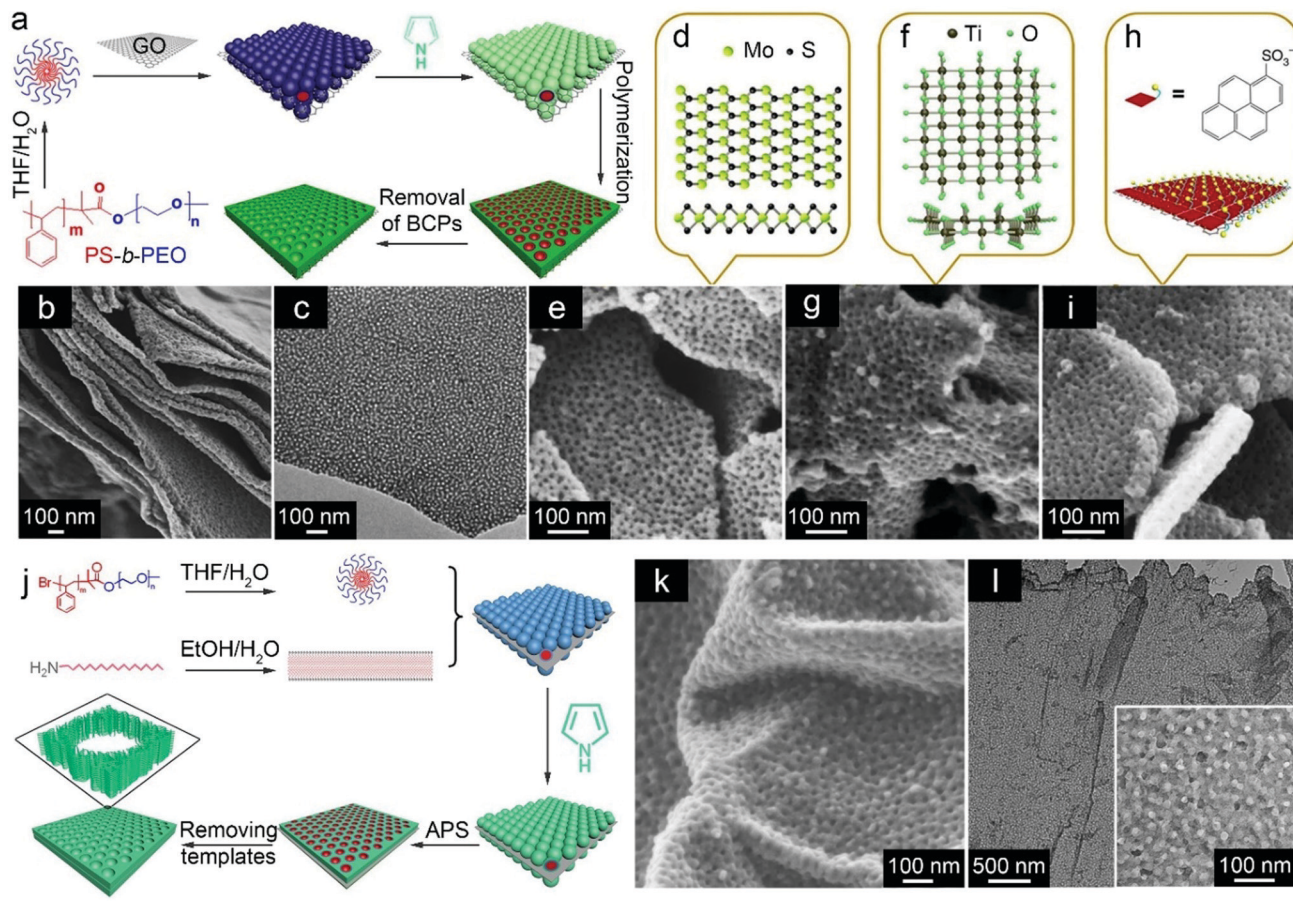 a
GO
N
H
THF/H2O
Polymerization
O
O
O
m
n
PS-b-PEO
Removal
of BCPs
d
Mo
S
f
Ti
O
h
SO3−
=
b
100 nm
c
100 nm
e
100 nm
g
100 nm
i
100 nm
j
Br
O
O
O
m
n
THF/H2O
H2N
EtOH/H2O
N
H
APS
Removing
templates
k
100 nm
l
500 nm
100 nm